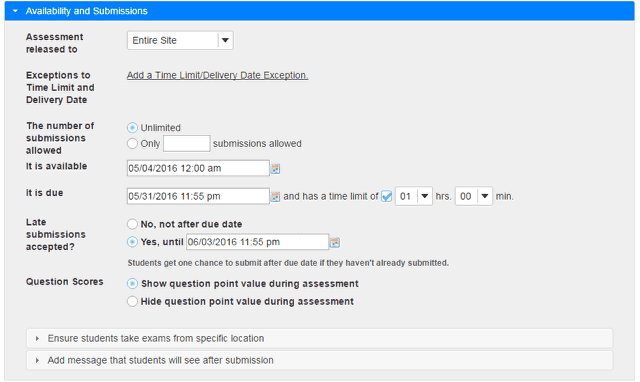 Availability and Submissions
Assessment released to
Entire Site
Exceptions to Time Limit and Delivery Date
Add a Time Limit/Delivery Date Exception.
The number of submissions allowed
Unlimited
Only submissions allowed
It is available
05/04/2016 12:00 am
It is due
05/31/2016 11:55 pm and has a time limit of 01 hrs. 00 min.
Late submissions accepted?
No, not after due date
Yes, until 06/03/2016 11:55 pm
Students get one chance to submit after due date if they haven't already submitted.
Question Scores
Show question point value during assessment
Hide question point value during assessment
Ensure students take exams from specific location
Add message that students will see after submission